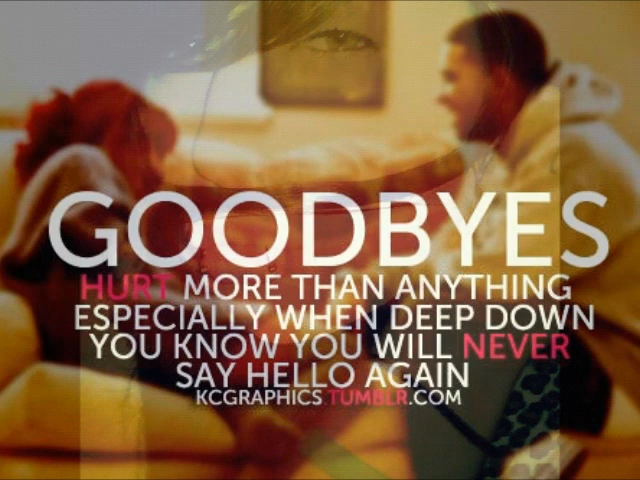 GOODBYES
HURT MORE THAN ANYTHING
ESPECIALLY WHEN DEEP DOWN
YOU KNOW YOU WILL NEVER
SAY HELLO AGAIN
KCGRAPHICS TUMBLR.COM